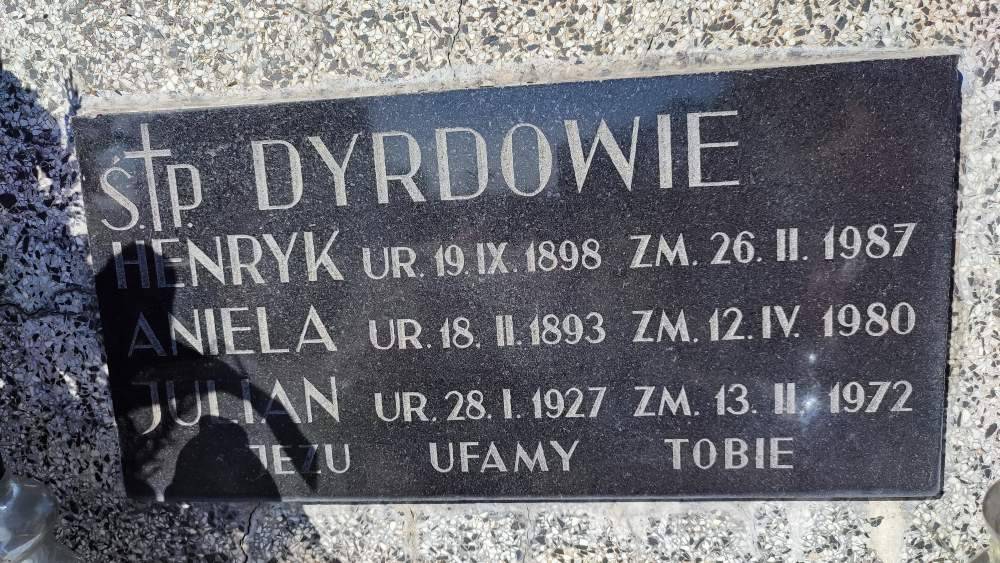 Ś.P. DYRDOWIE
HENRYK UR. 19. IX. 1898 ZM. 26. II. 1987
ANIELA UR. 18. II. 1893 ZM. 12. IV. 1980
JULIAN UR. 28. I. 1927 ZM. 13. II. 1972
JEZU UFAMY TOBIE